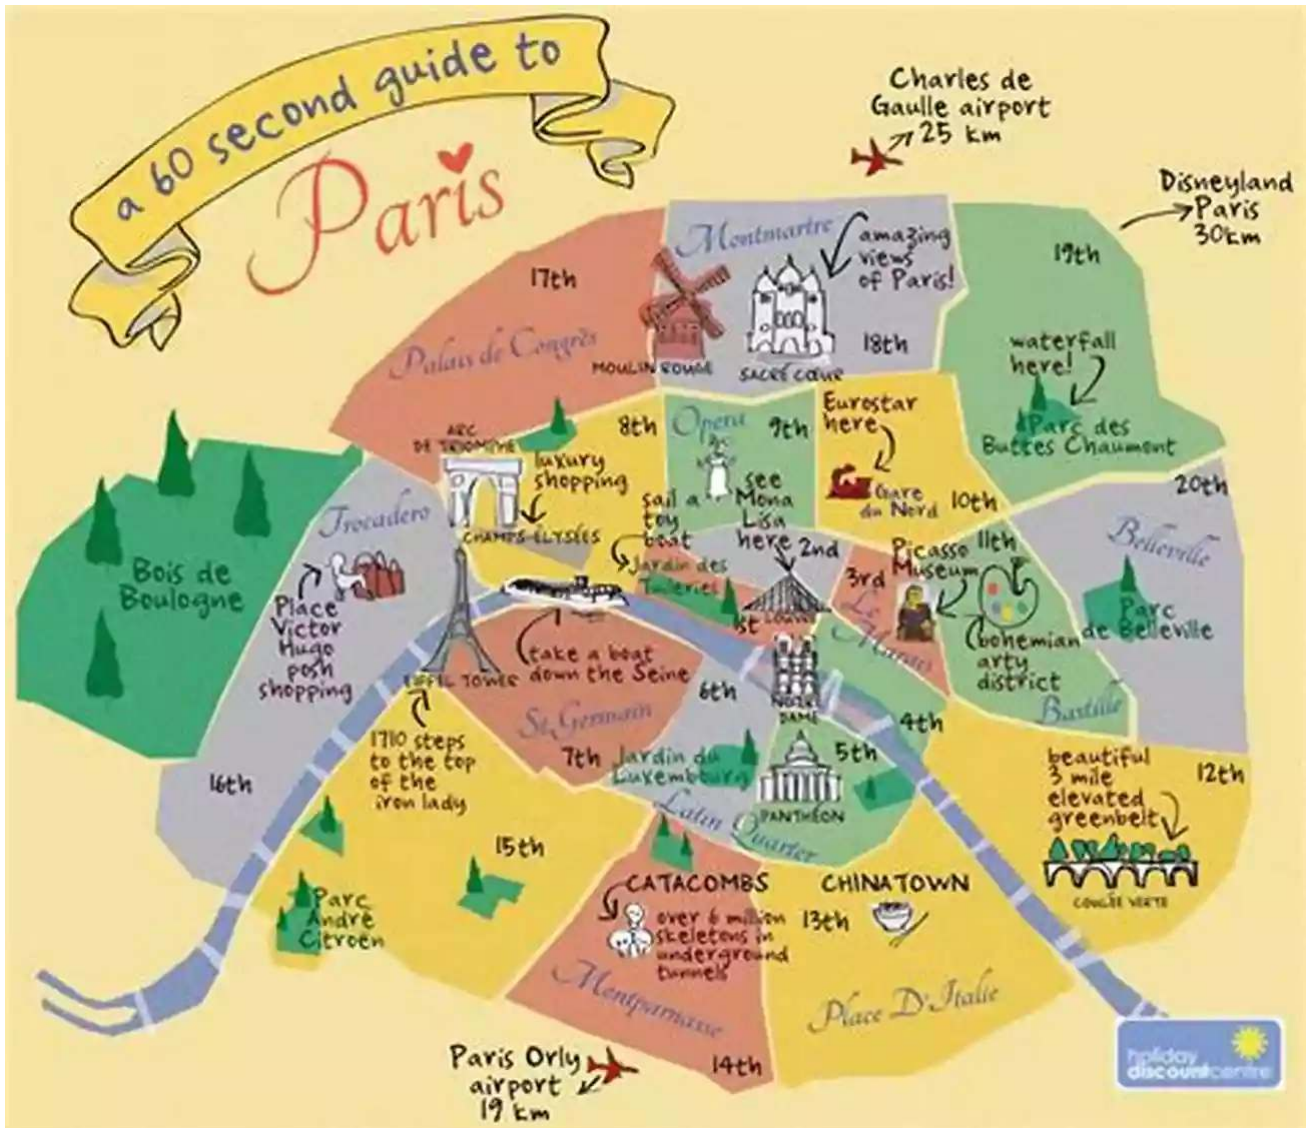 a 60 second guide to
Paris
Charles de
Gaulle airport
25 km
Disneyland
Paris
30km
17th
Palais de Congrès
Montmartre
amazing
views
of Paris!
MOULIN ROUGE
SACRÉ CŒUR
18th
19th
waterfall
here!
Parc des
Buttes Chaumont
ARC
DE TRIOMPHE
8th
luxury
shopping
CHAMPS-ÉLYSÉES
Opera
9th
see
Mona
Lisa
here
sail a
toy
boat
Jardin des
Tuileries
Eurostar
here
Gare
du Nord
10th
20th
Belleville
Parc
de Belleville
Bois de
Boulogne
Trocadero
Place
Victor
Hugo
posh
shopping
16th
2nd
1st
Louvre
3rd
Le
Marais
Picasso
Museum
11th
bohemian
arty
district
Bastille
take a boat
down the Seine
EIFFEL TOWER
1710 steps
to the top
of the
iron lady
St Germain
7th
6th
Jardin du
Luxembourg
NOTRE
DAME
4th
5th
PANTHÉON
Latin Quarter
beautiful
3 mile
elevated
greenbelt
12th
COULÉE VERTE
15th
Parc
André
Citroën
CATACOMBS
over 6 million
skeletons in
underground
tunnels
Montparnasse
14th
CHINATOWN
13th
Place D'Italie
Paris Orly
airport
19 km
holiday
discountcentre